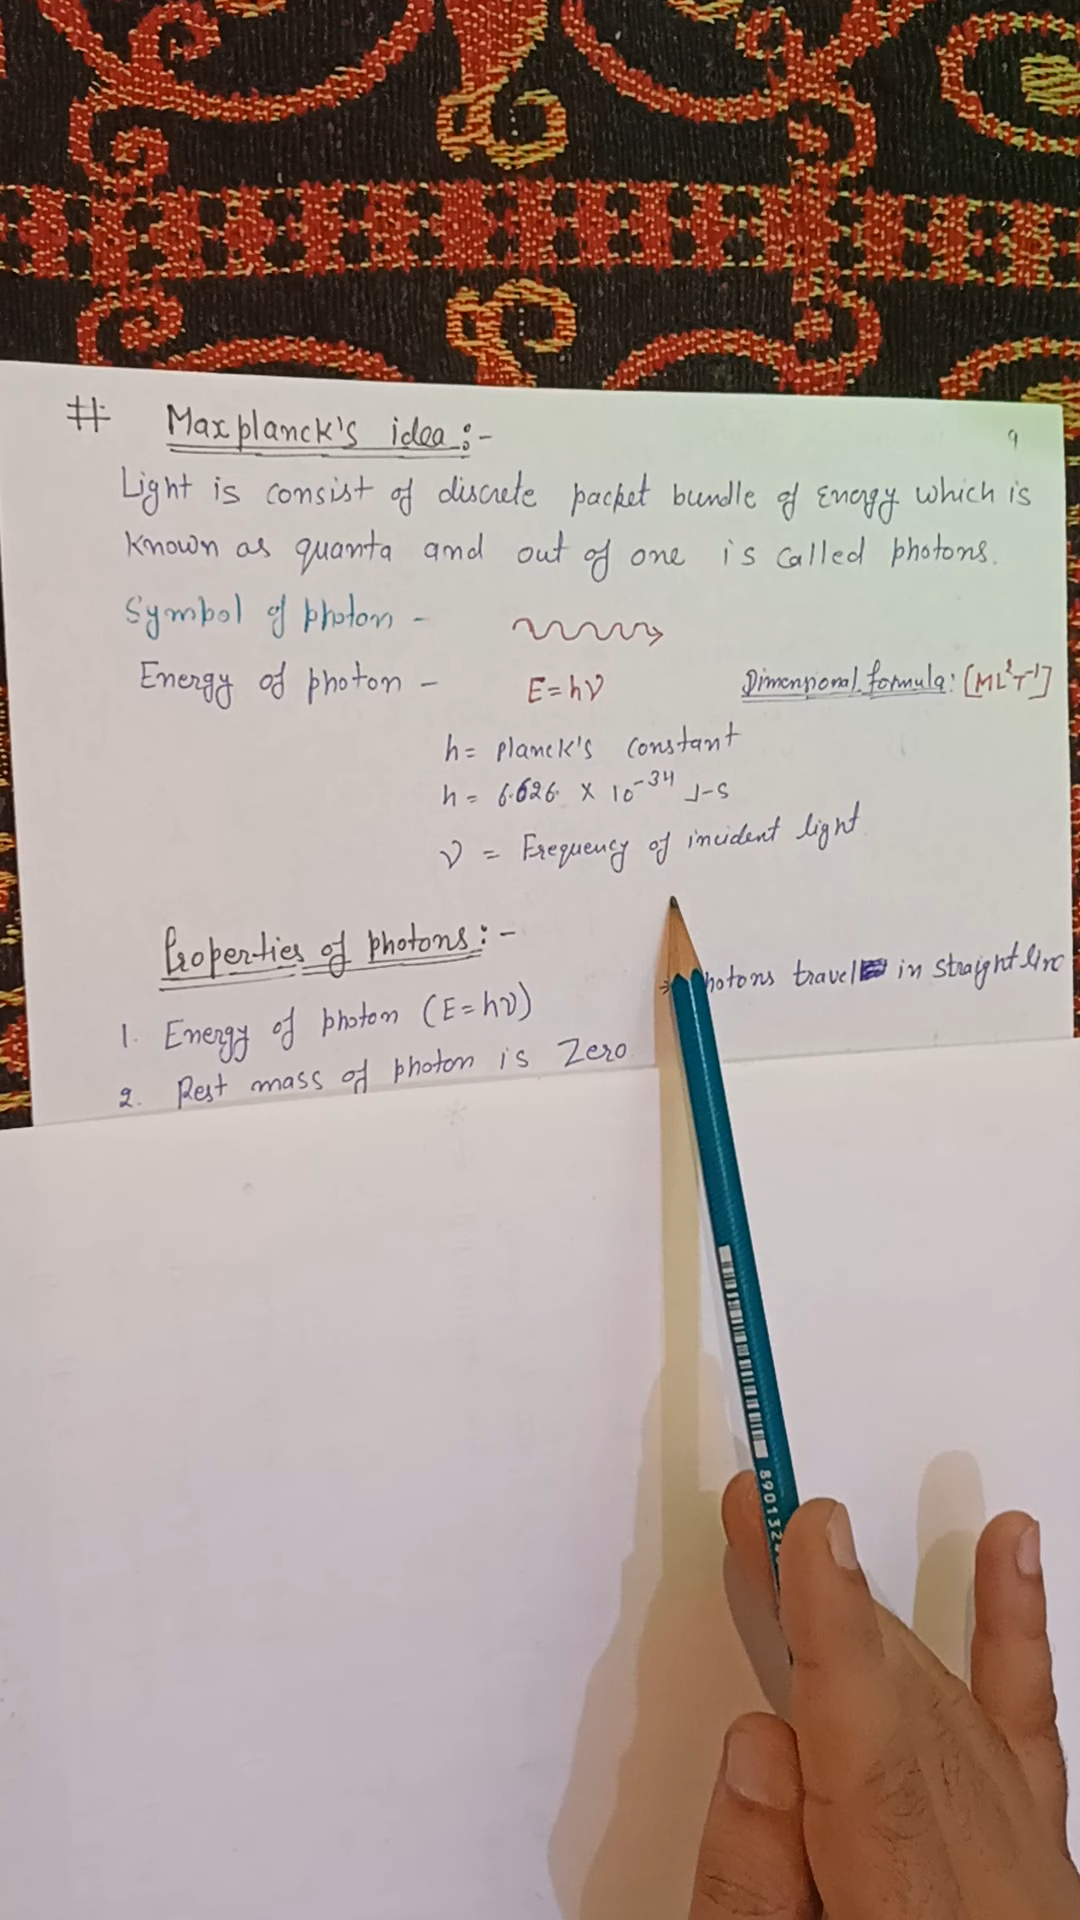 # Max planck's idea :-
9
Light is consist of discrete packet bundle of Energy which is
known as quanta and out of one is called photons.
Symbol of photon -
Energy of photon - E=hν Dimenponal formula: [ML²T⁻¹]
h = planck's constant
h = 6.626 × 10⁻³⁴ J-S
ν = Frequency of incident light
Properties of photons :-
1. Energy of photon (E=hν)
hotons travel in straight line
2. Rest mass of photon is Zero
890132